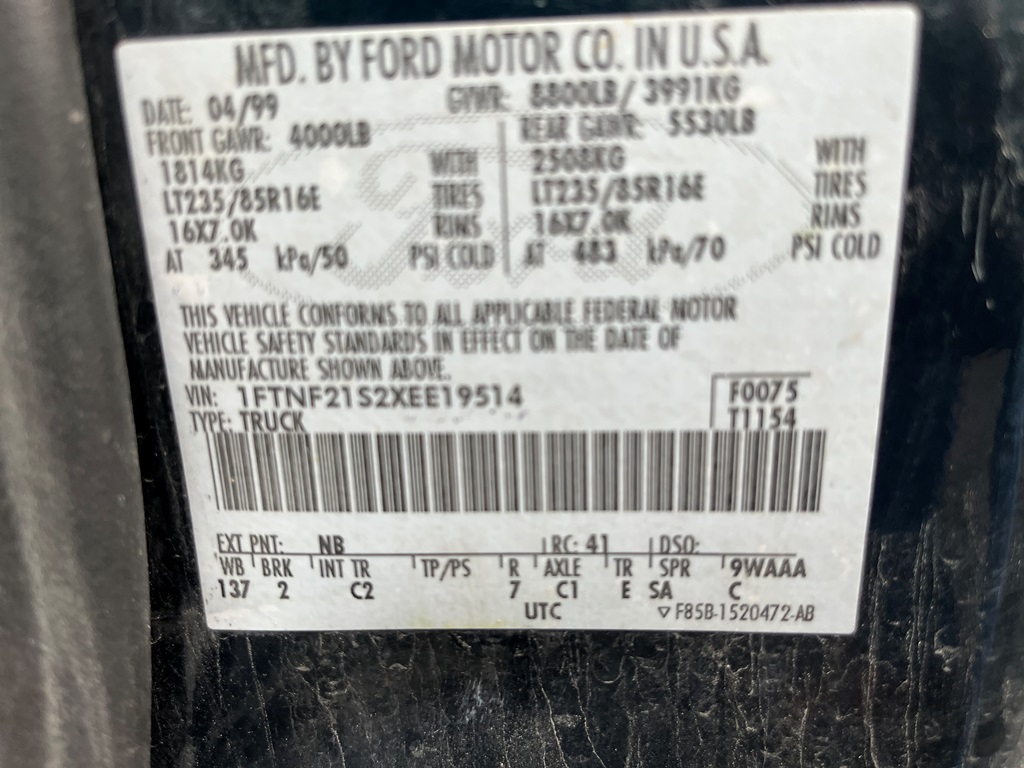 MFD. BY FORD MOTOR CO. IN U.S.A.
DATE: 04/99 GVWR: 8800LB/ 3991KG
FRONT GAWR: 4000LB REAR GAWR: 5530LB
1814KG WITH 2508KG WITH
LT235/85R16E TIRES LT235/85R16E TIRES
16X7.0K RIMS 16X7.0K RIMS
AT 345 kPa/50 PSI COLD AT 483 kPa/70 PSI COLD
THIS VEHICLE CONFORMS TO ALL APPLICABLE FEDERAL MOTOR
VEHICLE SAFETY STANDARDS IN EFFECT ON THE DATE OF
MANUFACTURE SHOWN ABOVE.
VIN: 1FTNF21S2XEE19514 F0075
TYPE: TRUCK T1154
EXT PNT: NB RC: 41 DSO:
WB BRK INT TR TP/PS R AXLE TR SPR 9WAAA
137 2 C2 7 C1 E SA C
UTC ▽ F85B-1520472-AB